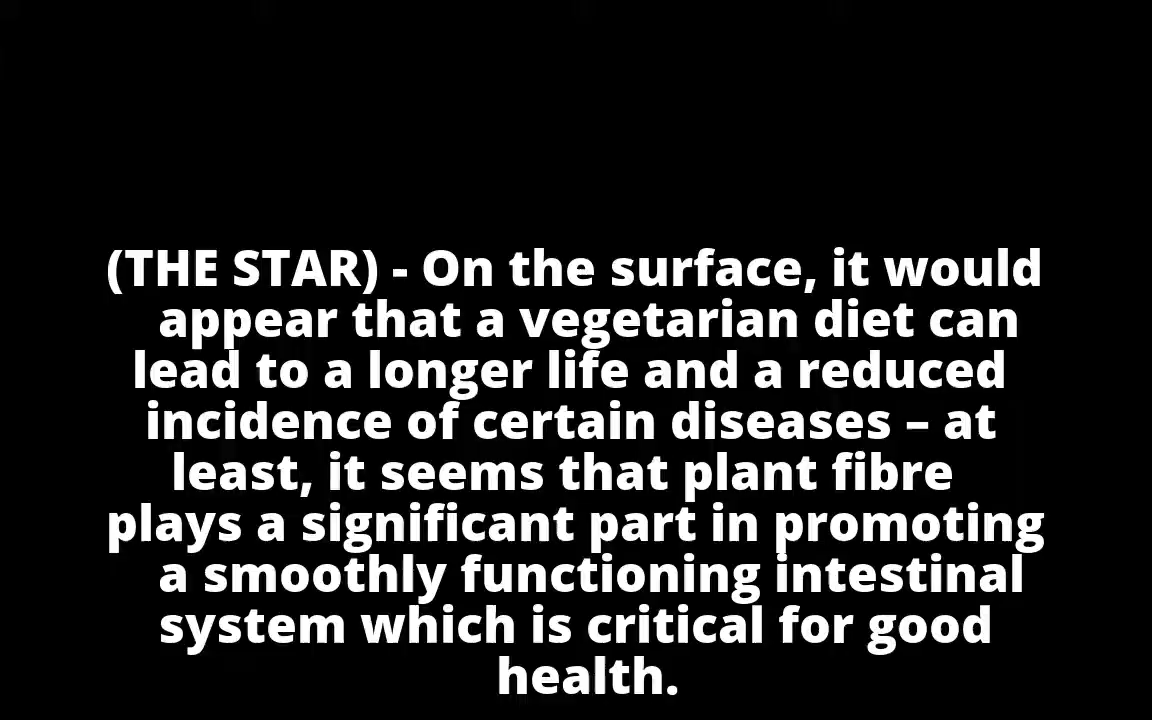 (THE STAR) - On the surface, it would
appear that a vegetarian diet can
lead to a longer life and a reduced
incidence of certain diseases – at
least, it seems that plant fibre
plays a significant part in promoting
a smoothly functioning intestinal
system which is critical for good
health.